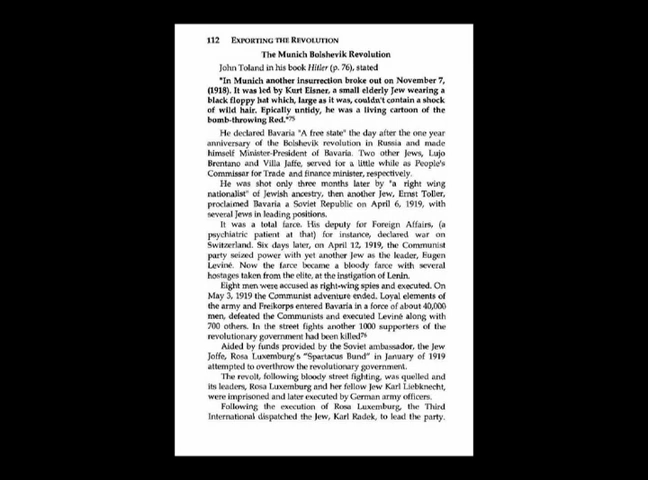 112 EXPORTING THE REVOLUTION
The Munich Bolshevik Revolution
John Toland in his book Hitler (p. 76), stated
"In Munich another insurrection broke out on November 7,
(1918). It was led by Kurt Eisner, a small elderly Jew wearing a
black floppy hat which, large as it was, couldn't contain a shock
of wild hair. Epically untidy, he was a living cartoon of the
bomb-throwing Red."75
He declared Bavaria "A free state" the day after the one year
anniversary of the Bolshevik revolution in Russia and made
himself Minister-President of Bavaria. Two other Jews, Lujo
Brentano and Villa Jaffe, served for a little while as People's
Commissar for Trade and finance minister, respectively.
He was shot only three months later by "a right wing
nationalist" of Jewish ancestry, then another Jew, Ernst Toller,
proclaimed Bavaria a Soviet Republic on April 6, 1919, with
several Jews in leading positions.
It was a total farce. His deputy for Foreign Affairs, (a
psychiatric patient at that) for instance, declared war on
Switzerland. Six days later, on April 12, 1919, the Communist
party seized power with yet another Jew as the leader, Eugen
Leviné. Now the farce became a bloody farce with several
hostages taken from the elite, at the instigation of Lenin.
Eight men were accused as right-wing spies and executed. On
May 3, 1919 the Communist adventure ended. Loyal elements of
the army and Freikorps entered Bavaria in a force of about 40,000
men, defeated the Communists and executed Leviné along with
700 others. In the street fights another 1000 supporters of the
revolutionary government had been killed76
Aided by funds provided by the Soviet ambassador, the Jew
Joffe, Rosa Luxemburg's "Spartacus Bund" in January of 1919
attempted to overthrow the revolutionary government.
The revolt, following bloody street fighting, was quelled and
its leaders, Rosa Luxemburg and her fellow Jew Karl Liebknecht,
were imprisoned and later executed by German army officers.
Following the execution of Rosa Luxemburg, the Third
International dispatched the Jew, Karl Radek, to lead the party.